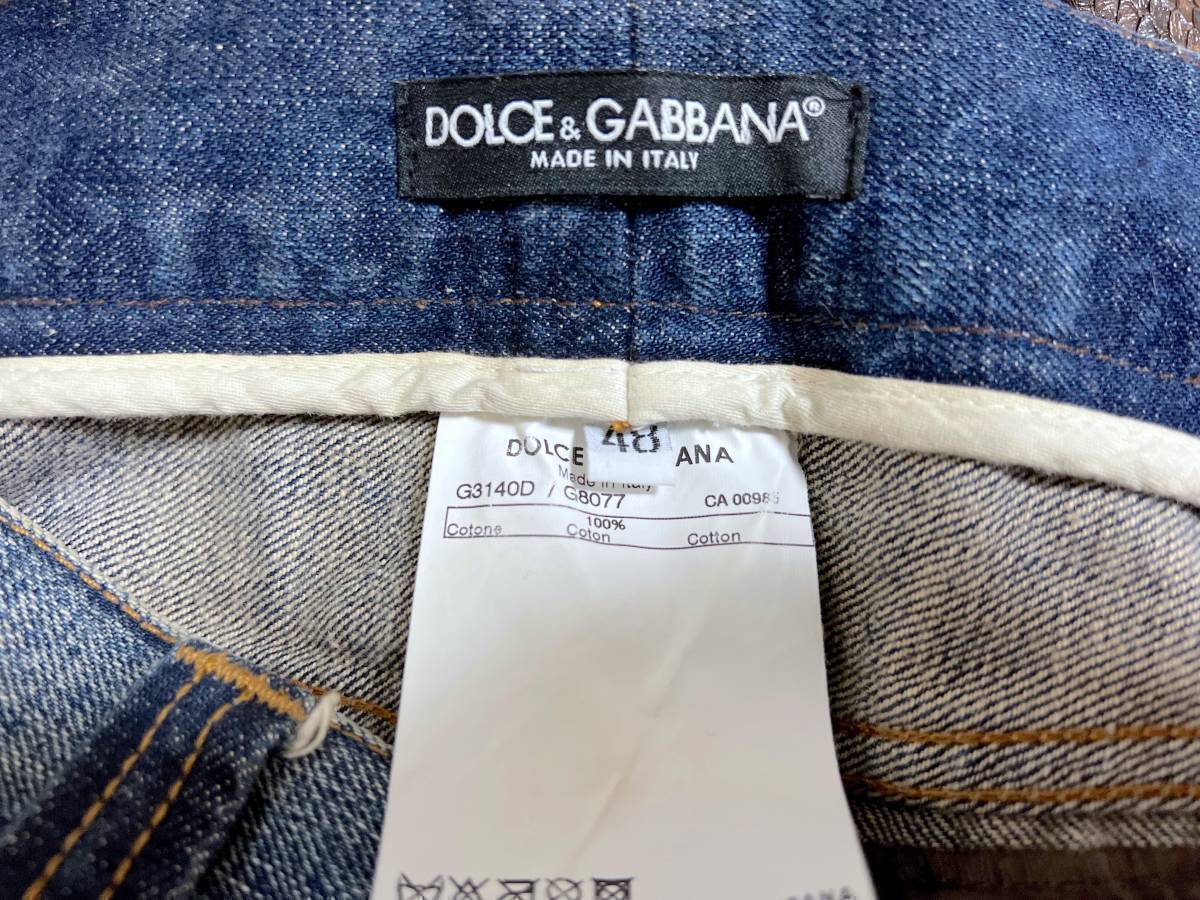 DOLCE & GABBANA®
MADE IN ITALY
48
DOLCE ANA
Made in Italy
G3140D / G8077 CA 00985
100%
Cotone Coton Cotton